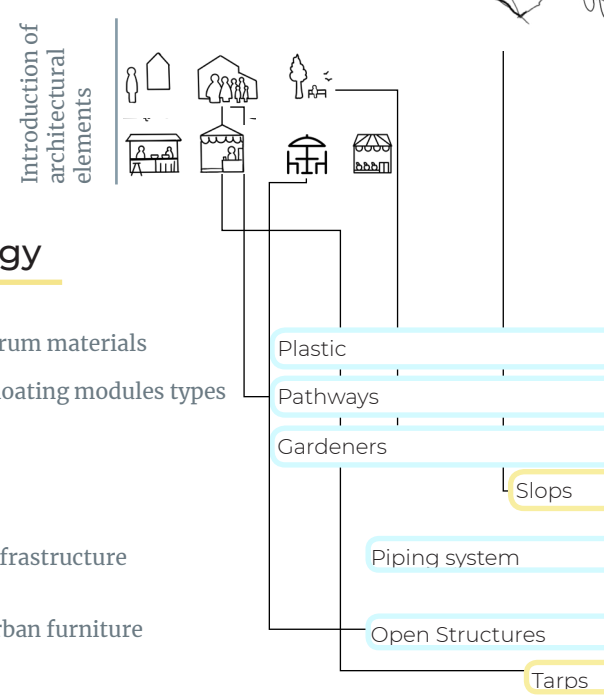 Introduction of
architectural
elements
gy
rum materials
Plastic
loating modules types
Pathways
Gardeners
Slops
frastructure
Piping system
rban furniture
Open Structures
Tarps